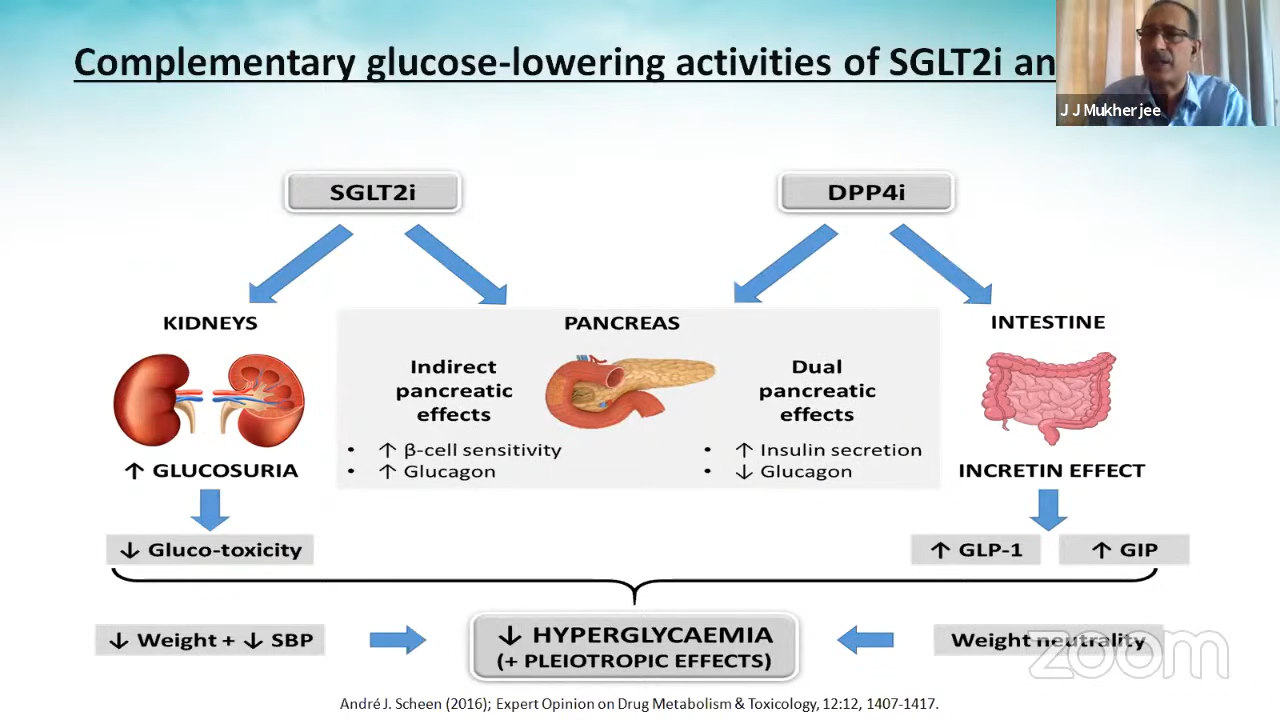 Complementary glucose-lowering activities of SGLT2i an
J J Mukherjee
SGLT2i
DPP4i
KIDNEYS
PANCREAS
INTESTINE
Indirect
pancreatic
effects
Dual
pancreatic
effects
• ↑ β-cell sensitivity
• ↑ Glucagon
• ↑ Insulin secretion
• ↓ Glucagon
↑ GLUCOSURIA
INCRETIN EFFECT
↓ Gluco-toxicity
↑ GLP-1
↑ GIP
↓ Weight + ↓ SBP
↓ HYPERGLYCAEMIA
(+ PLEIOTROPIC EFFECTS)
Weight neutrality
zoom
André J. Scheen (2016); Expert Opinion on Drug Metabolism & Toxicology, 12:12, 1407-1417.